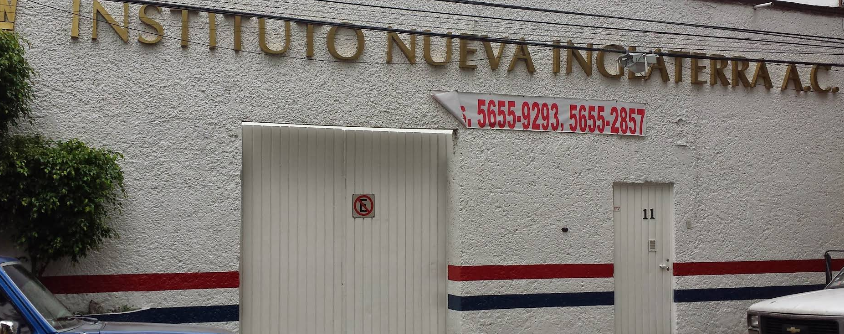 INSTITUTO NUEVA INGLATERRA A.C.
s. 5655-9293, 5655-2857
E
11